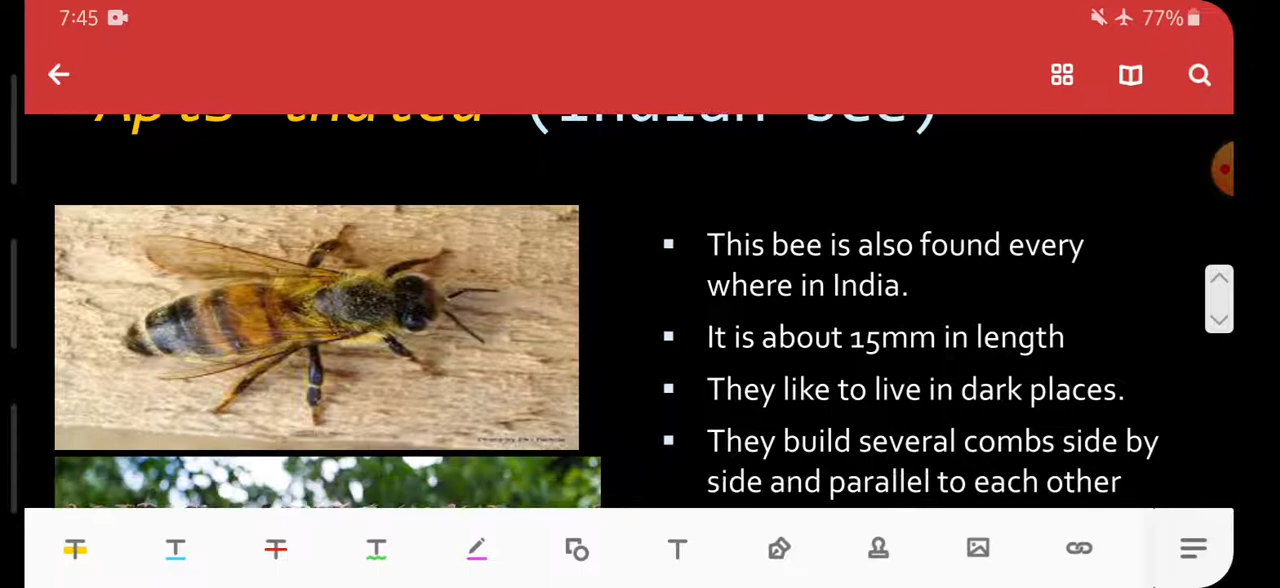 7:45
77%
This bee is also found every
where in India.
It is about 15mm in length
They like to live in dark places.
They build several combs side by
side and parallel to each other